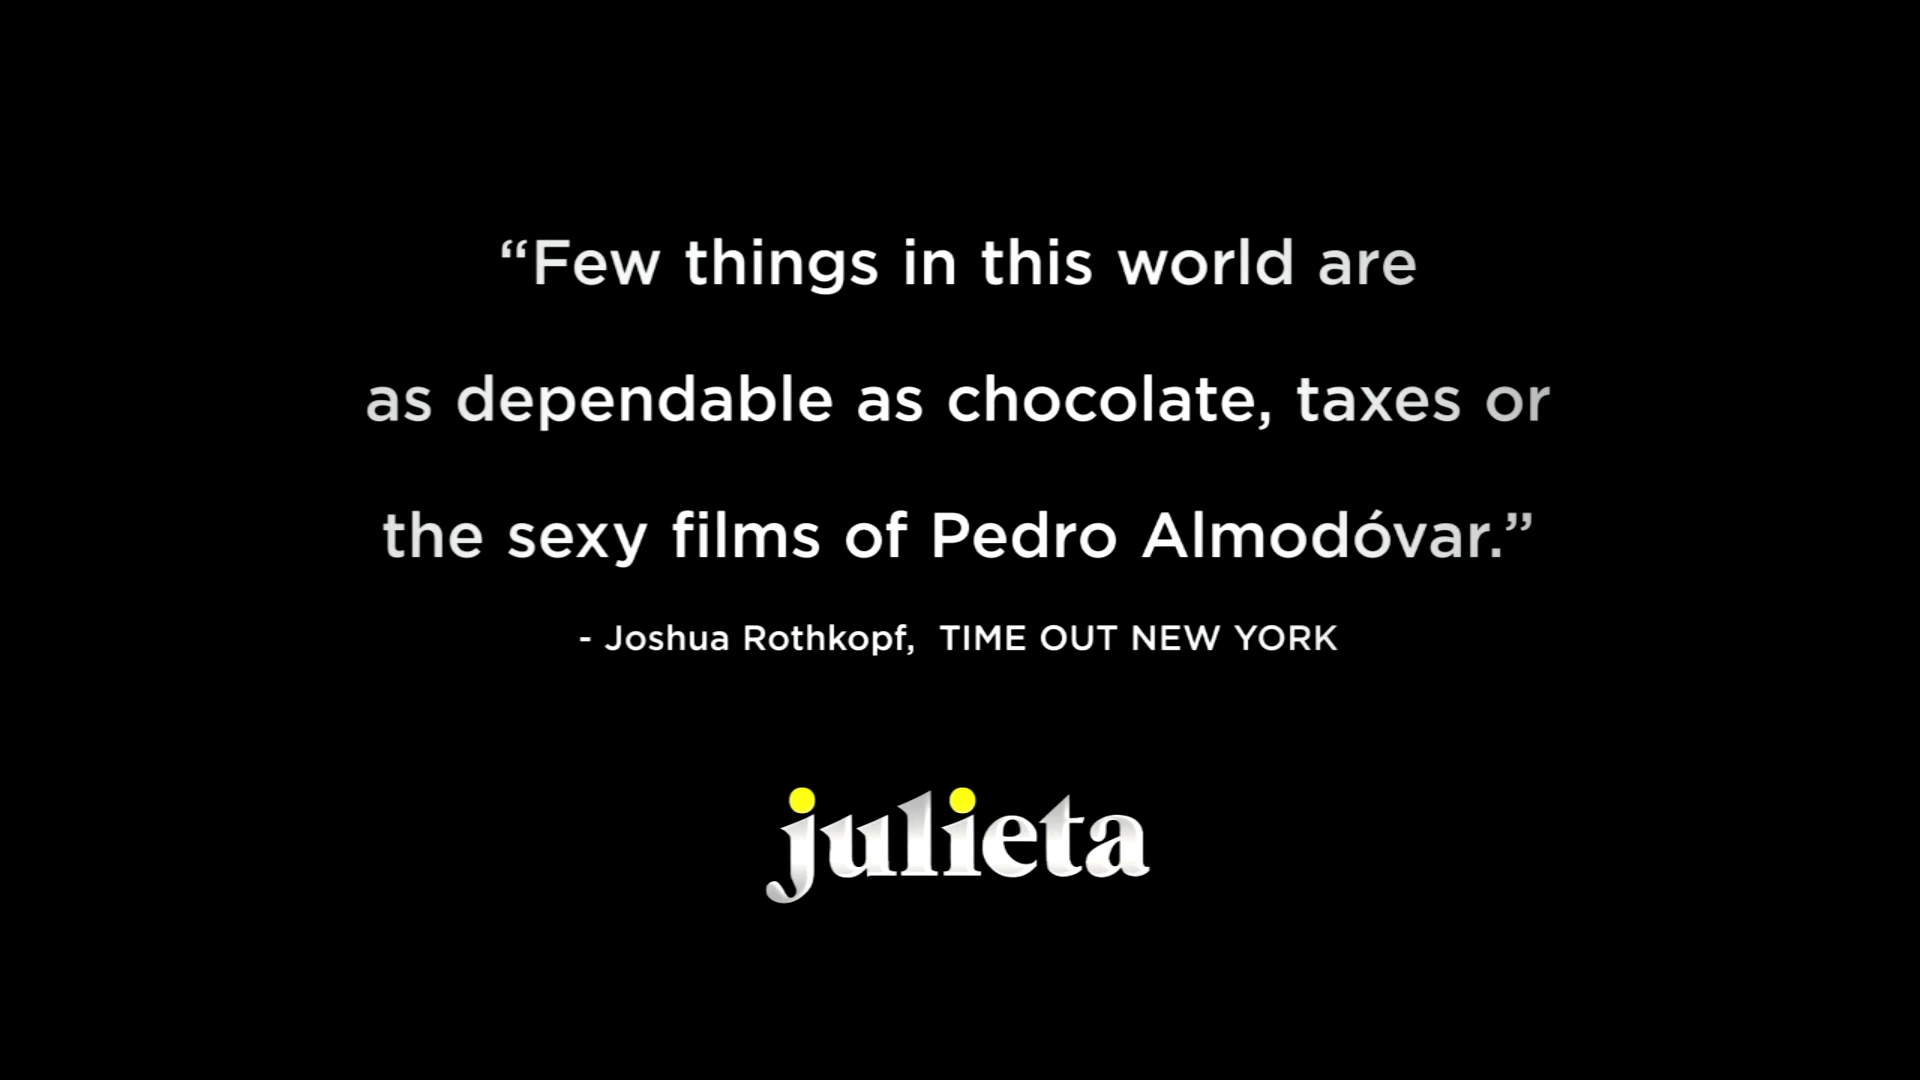 “Few things in this world are
as dependable as chocolate, taxes or
the sexy films of Pedro Almodóvar.”
- Joshua Rothkopf,  TIME OUT NEW YORK
julieta